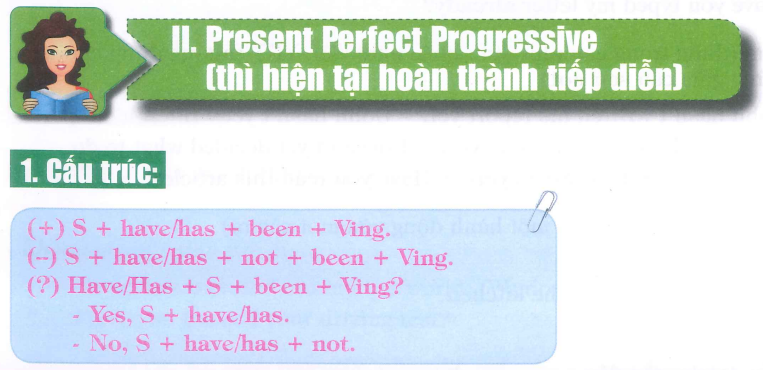 II. Present Perfect Progressive
(thì hiện tại hoàn thành tiếp diễn)
1. Cấu trúc:
(+) S + have/has + been + Ving.
(--) S + have/has + not + been + Ving.
(?) Have/Has + S + been + Ving?
- Yes, S + have/has.
- No, S + have/has + not.